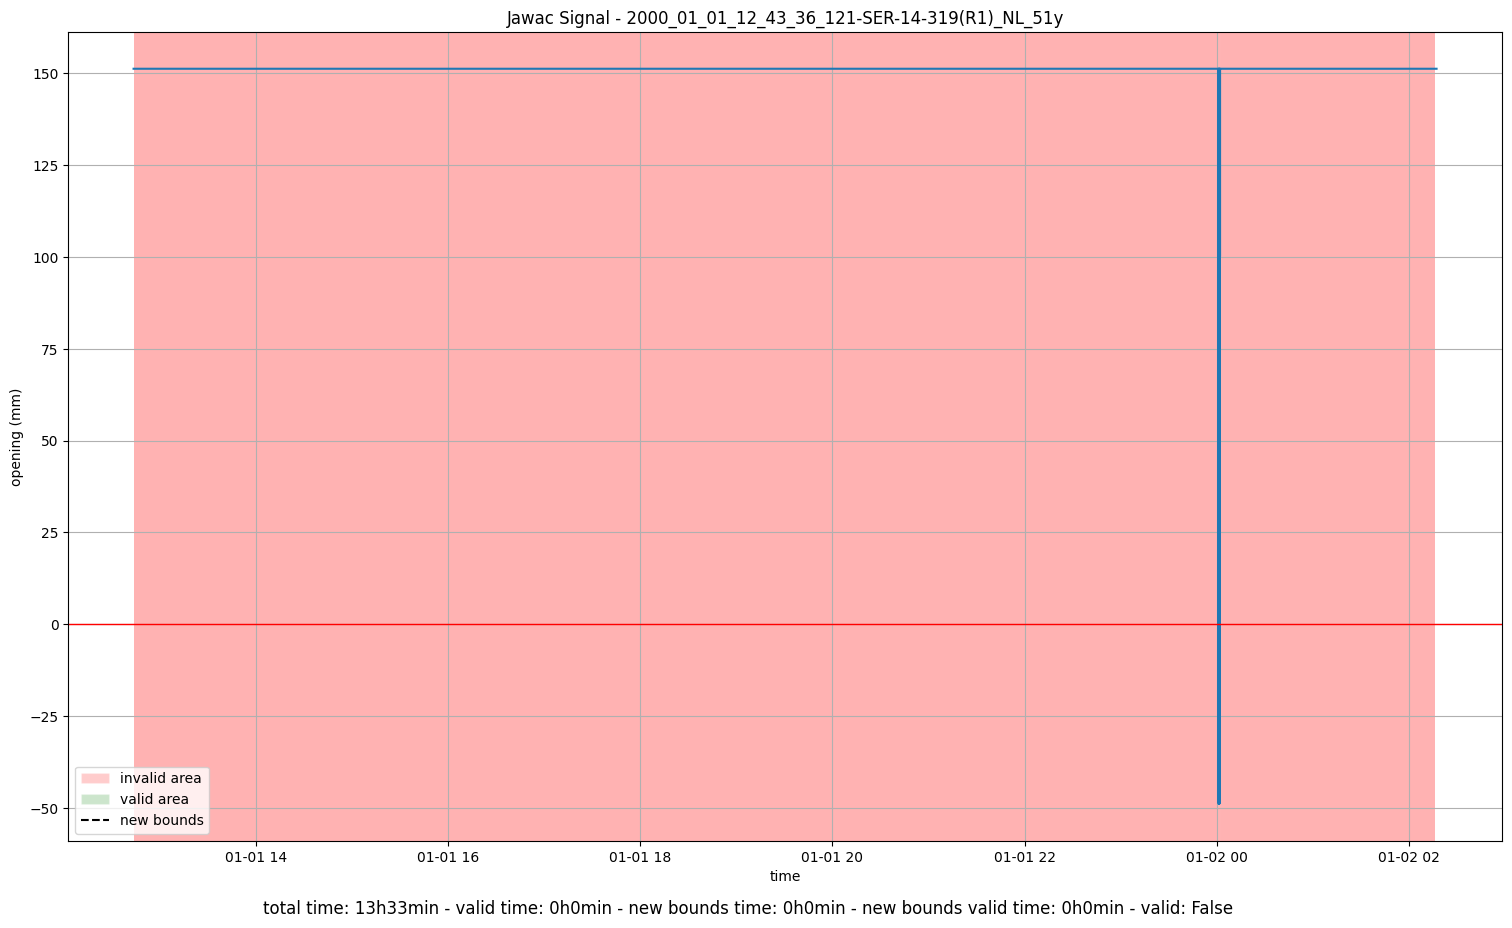 Jawac Signal - 2000_01_01_12_43_36_121-SER-14-319(R1)_NL_51y
150
125
100
75
50
25
0
−25
−50
opening (mm)
invalid area
valid area
new bounds
01-01 14
01-01 16
01-01 18
01-01 20
01-01 22
01-02 00
01-02 02
time
total time: 13h33min - valid time: 0h0min - new bounds time: 0h0min - new bounds valid time: 0h0min - valid: False